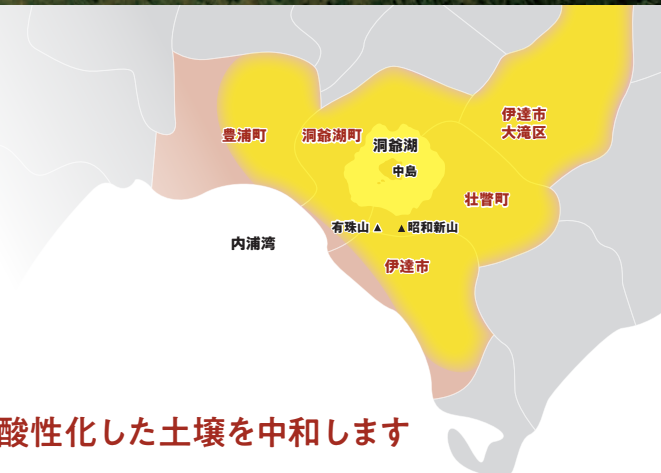 伊達市
大滝区
豊浦町
洞爺湖町
洞爺湖
中島
壮瞥町
有珠山▲ ▲昭和新山
内浦湾
伊達市
酸性化した土壌を中和します